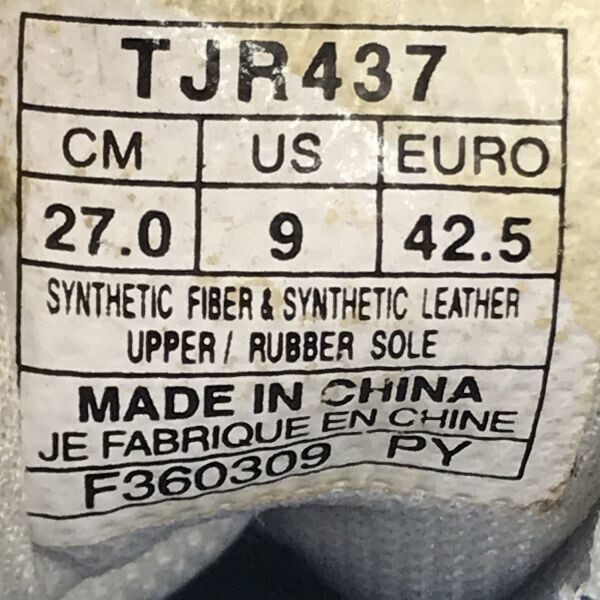 TJR437
CM US EURO
27.0 9 42.5
SYNTHETIC FIBER & SYNTHETIC LEATHER
UPPER / RUBBER SOLE
MADE IN CHINA
JE FABRIQUE EN CHINE
F360309 PY